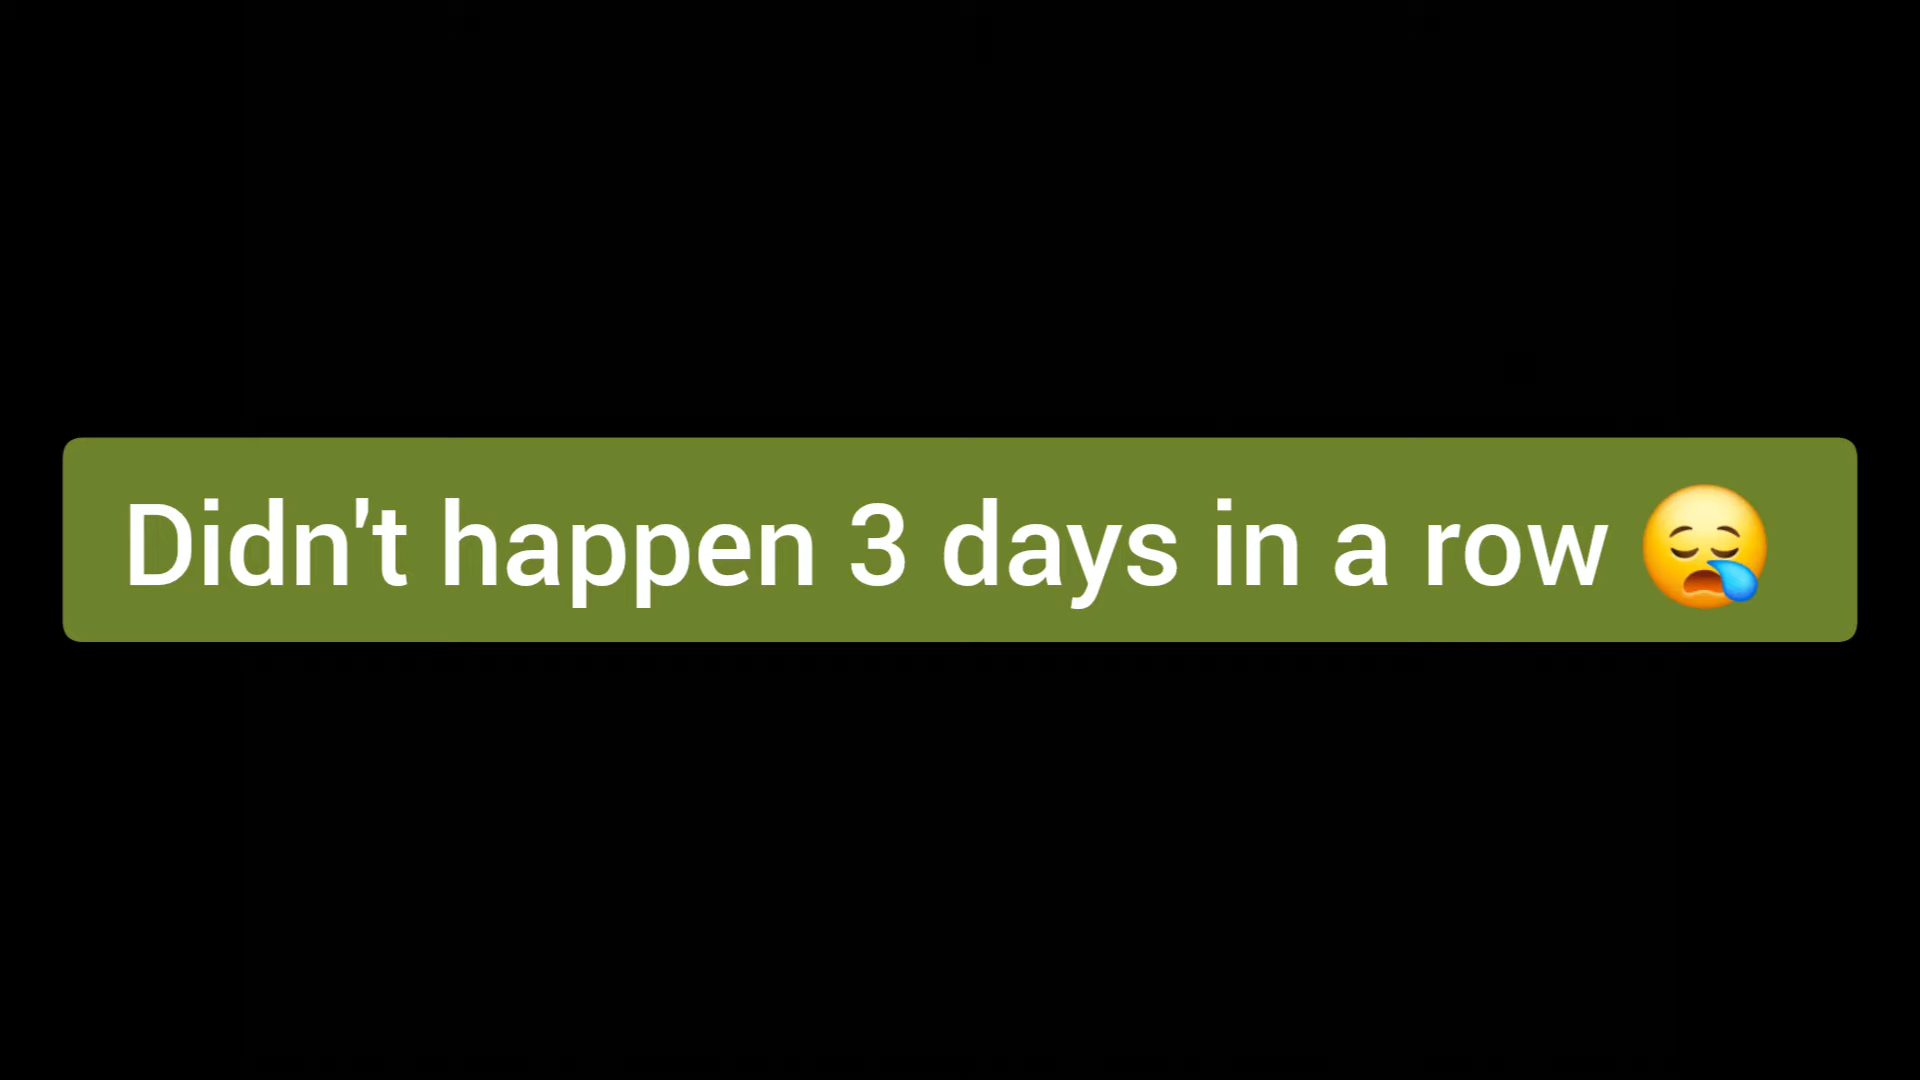 Didn't happen 3 days in a row 😪